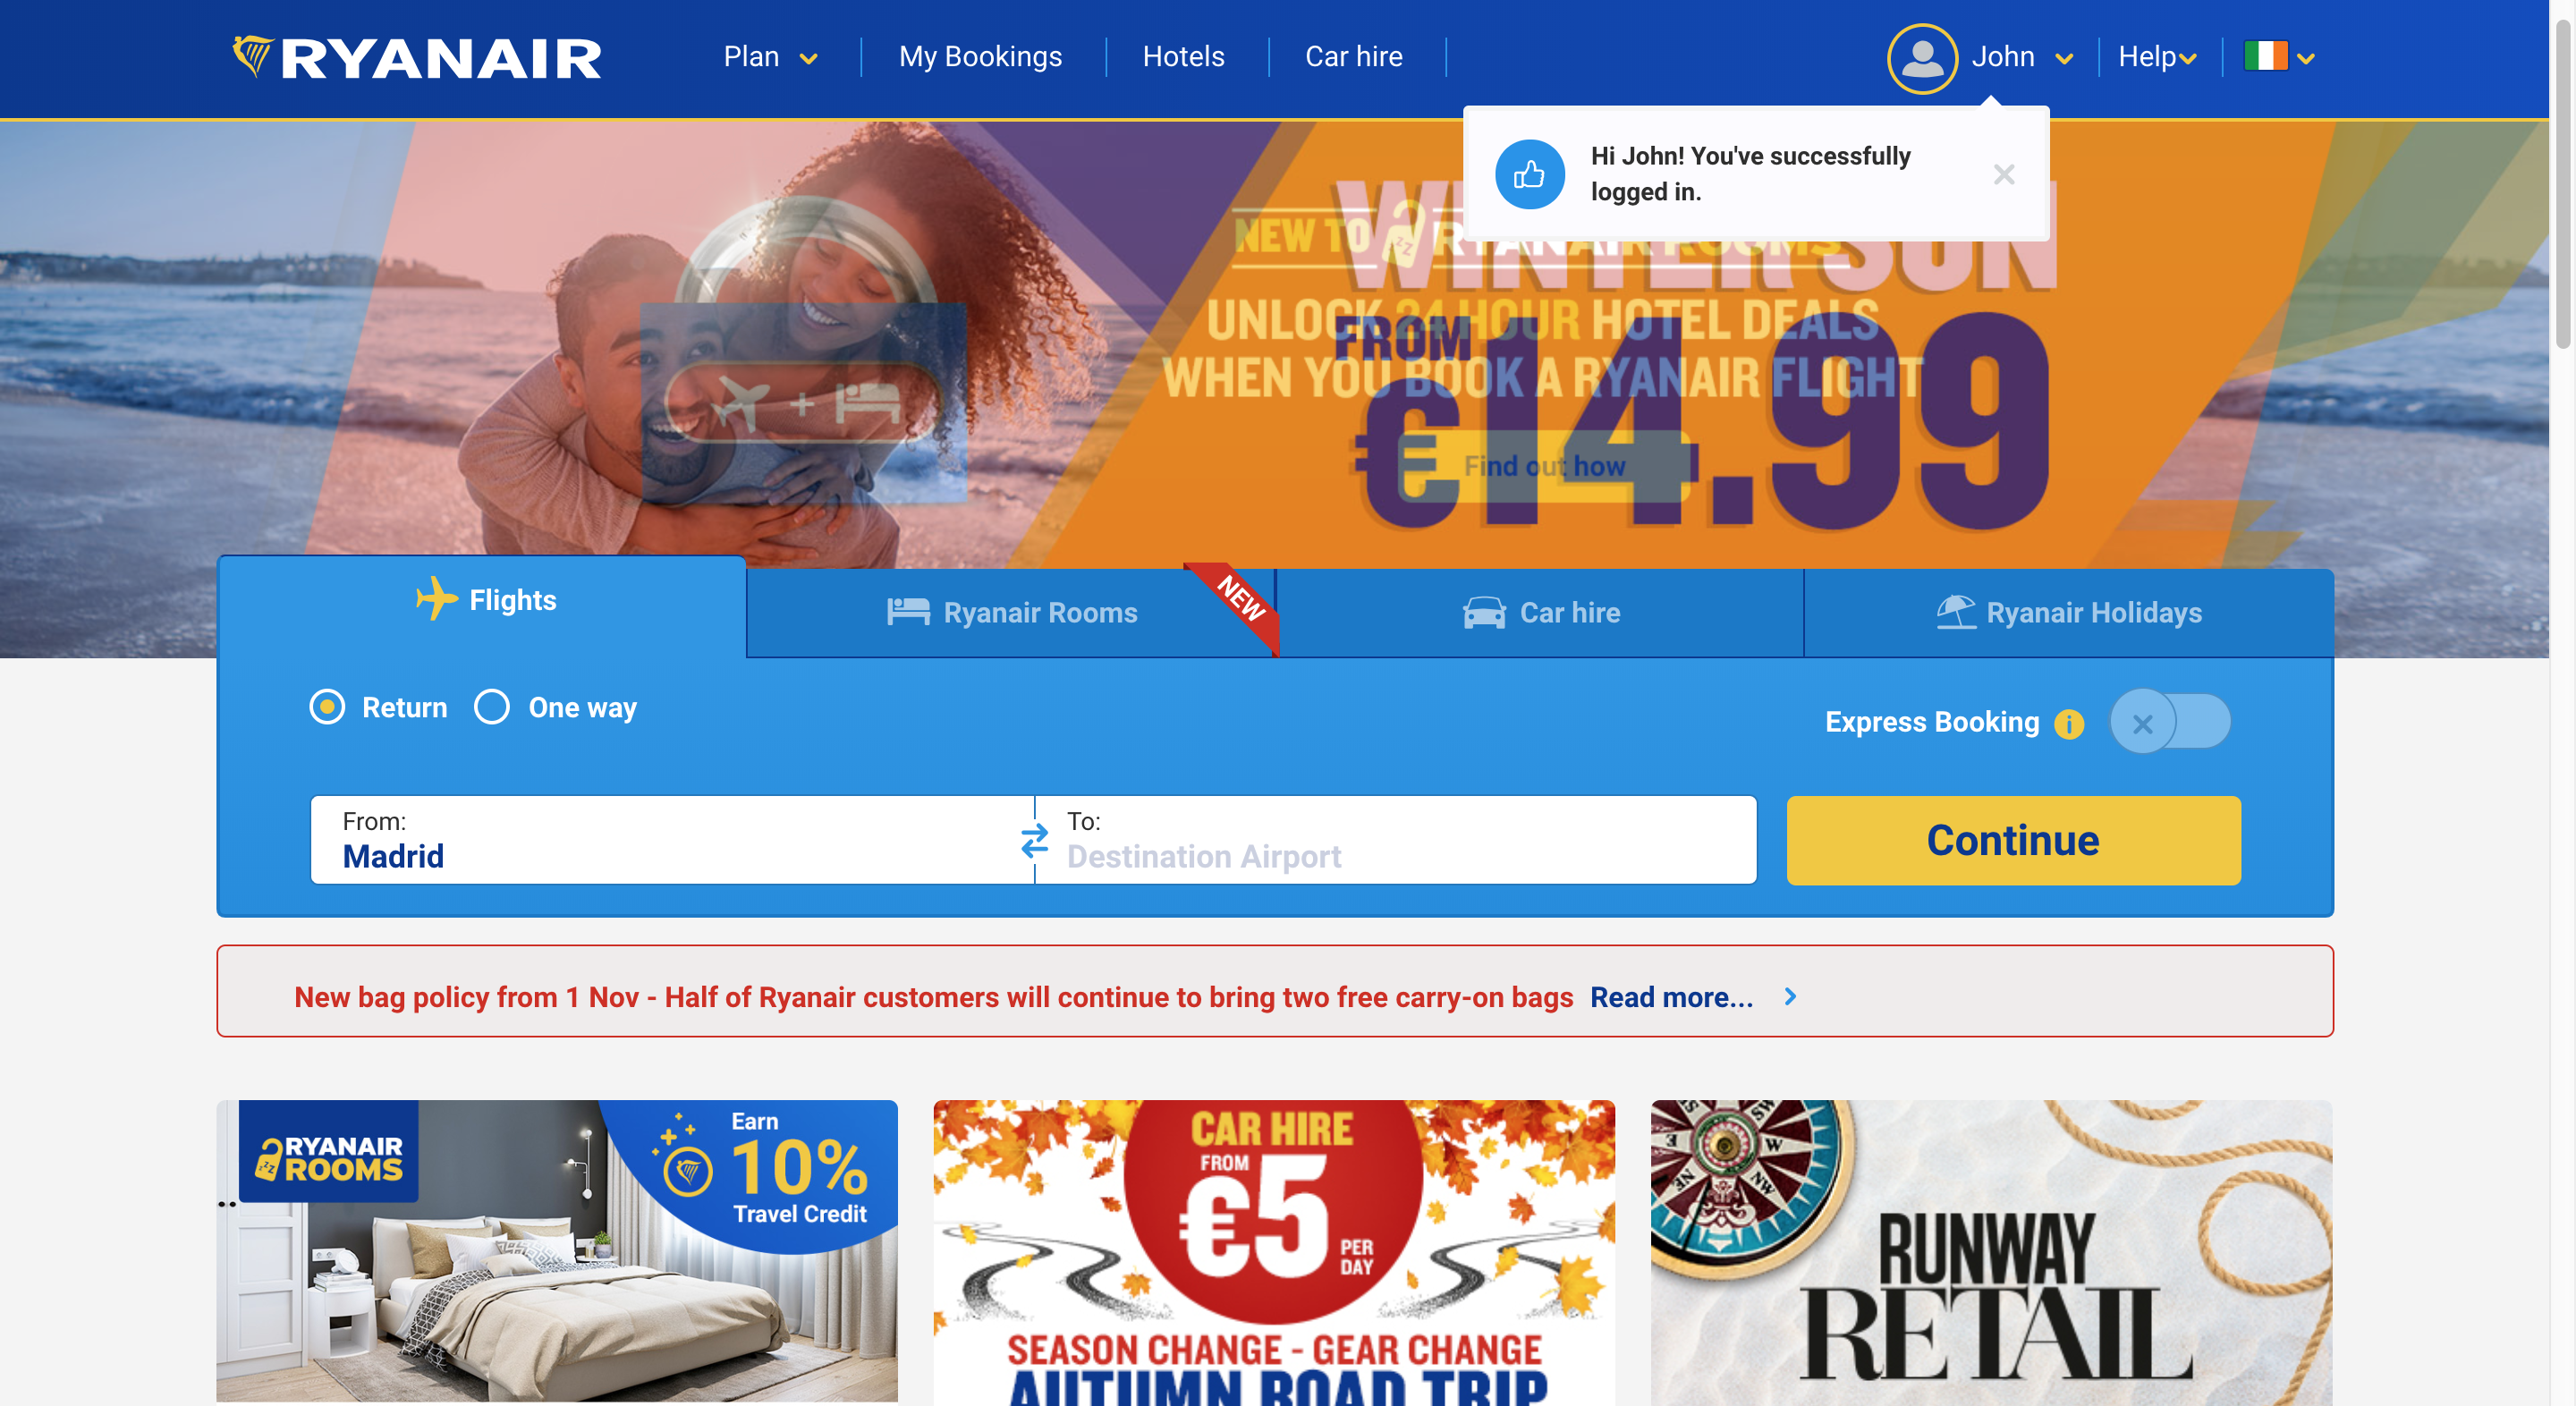 RYANAIR
Plan
My Bookings
Hotels
Car hire
John
Help
Hi John! You've successfully
logged in.
WINTER SUN
NEW TO RYANAIR ROOMS
UNLOCK 24 HOUR HOTEL DEALS
WHEN YOU BOOK A RYANAIR FLIGHT
FROM
€14.99
Find out how
Flights
Ryanair Rooms
NEW
Car hire
Ryanair Holidays
Return
One way
Express Booking
i
From:
Madrid
To:
Destination Airport
Continue
New bag policy from 1 Nov - Half of Ryanair customers will continue to bring two free carry-on bags Read more...
RYANAIR
ROOMS
Earn
10%
Travel Credit
CAR HIRE
FROM
€5
PER
DAY
SEASON CHANGE - GEAR CHANGE
AUTUMN ROAD TRIP
SW
W
NW
NE
E
RUNWAY
RETAIL